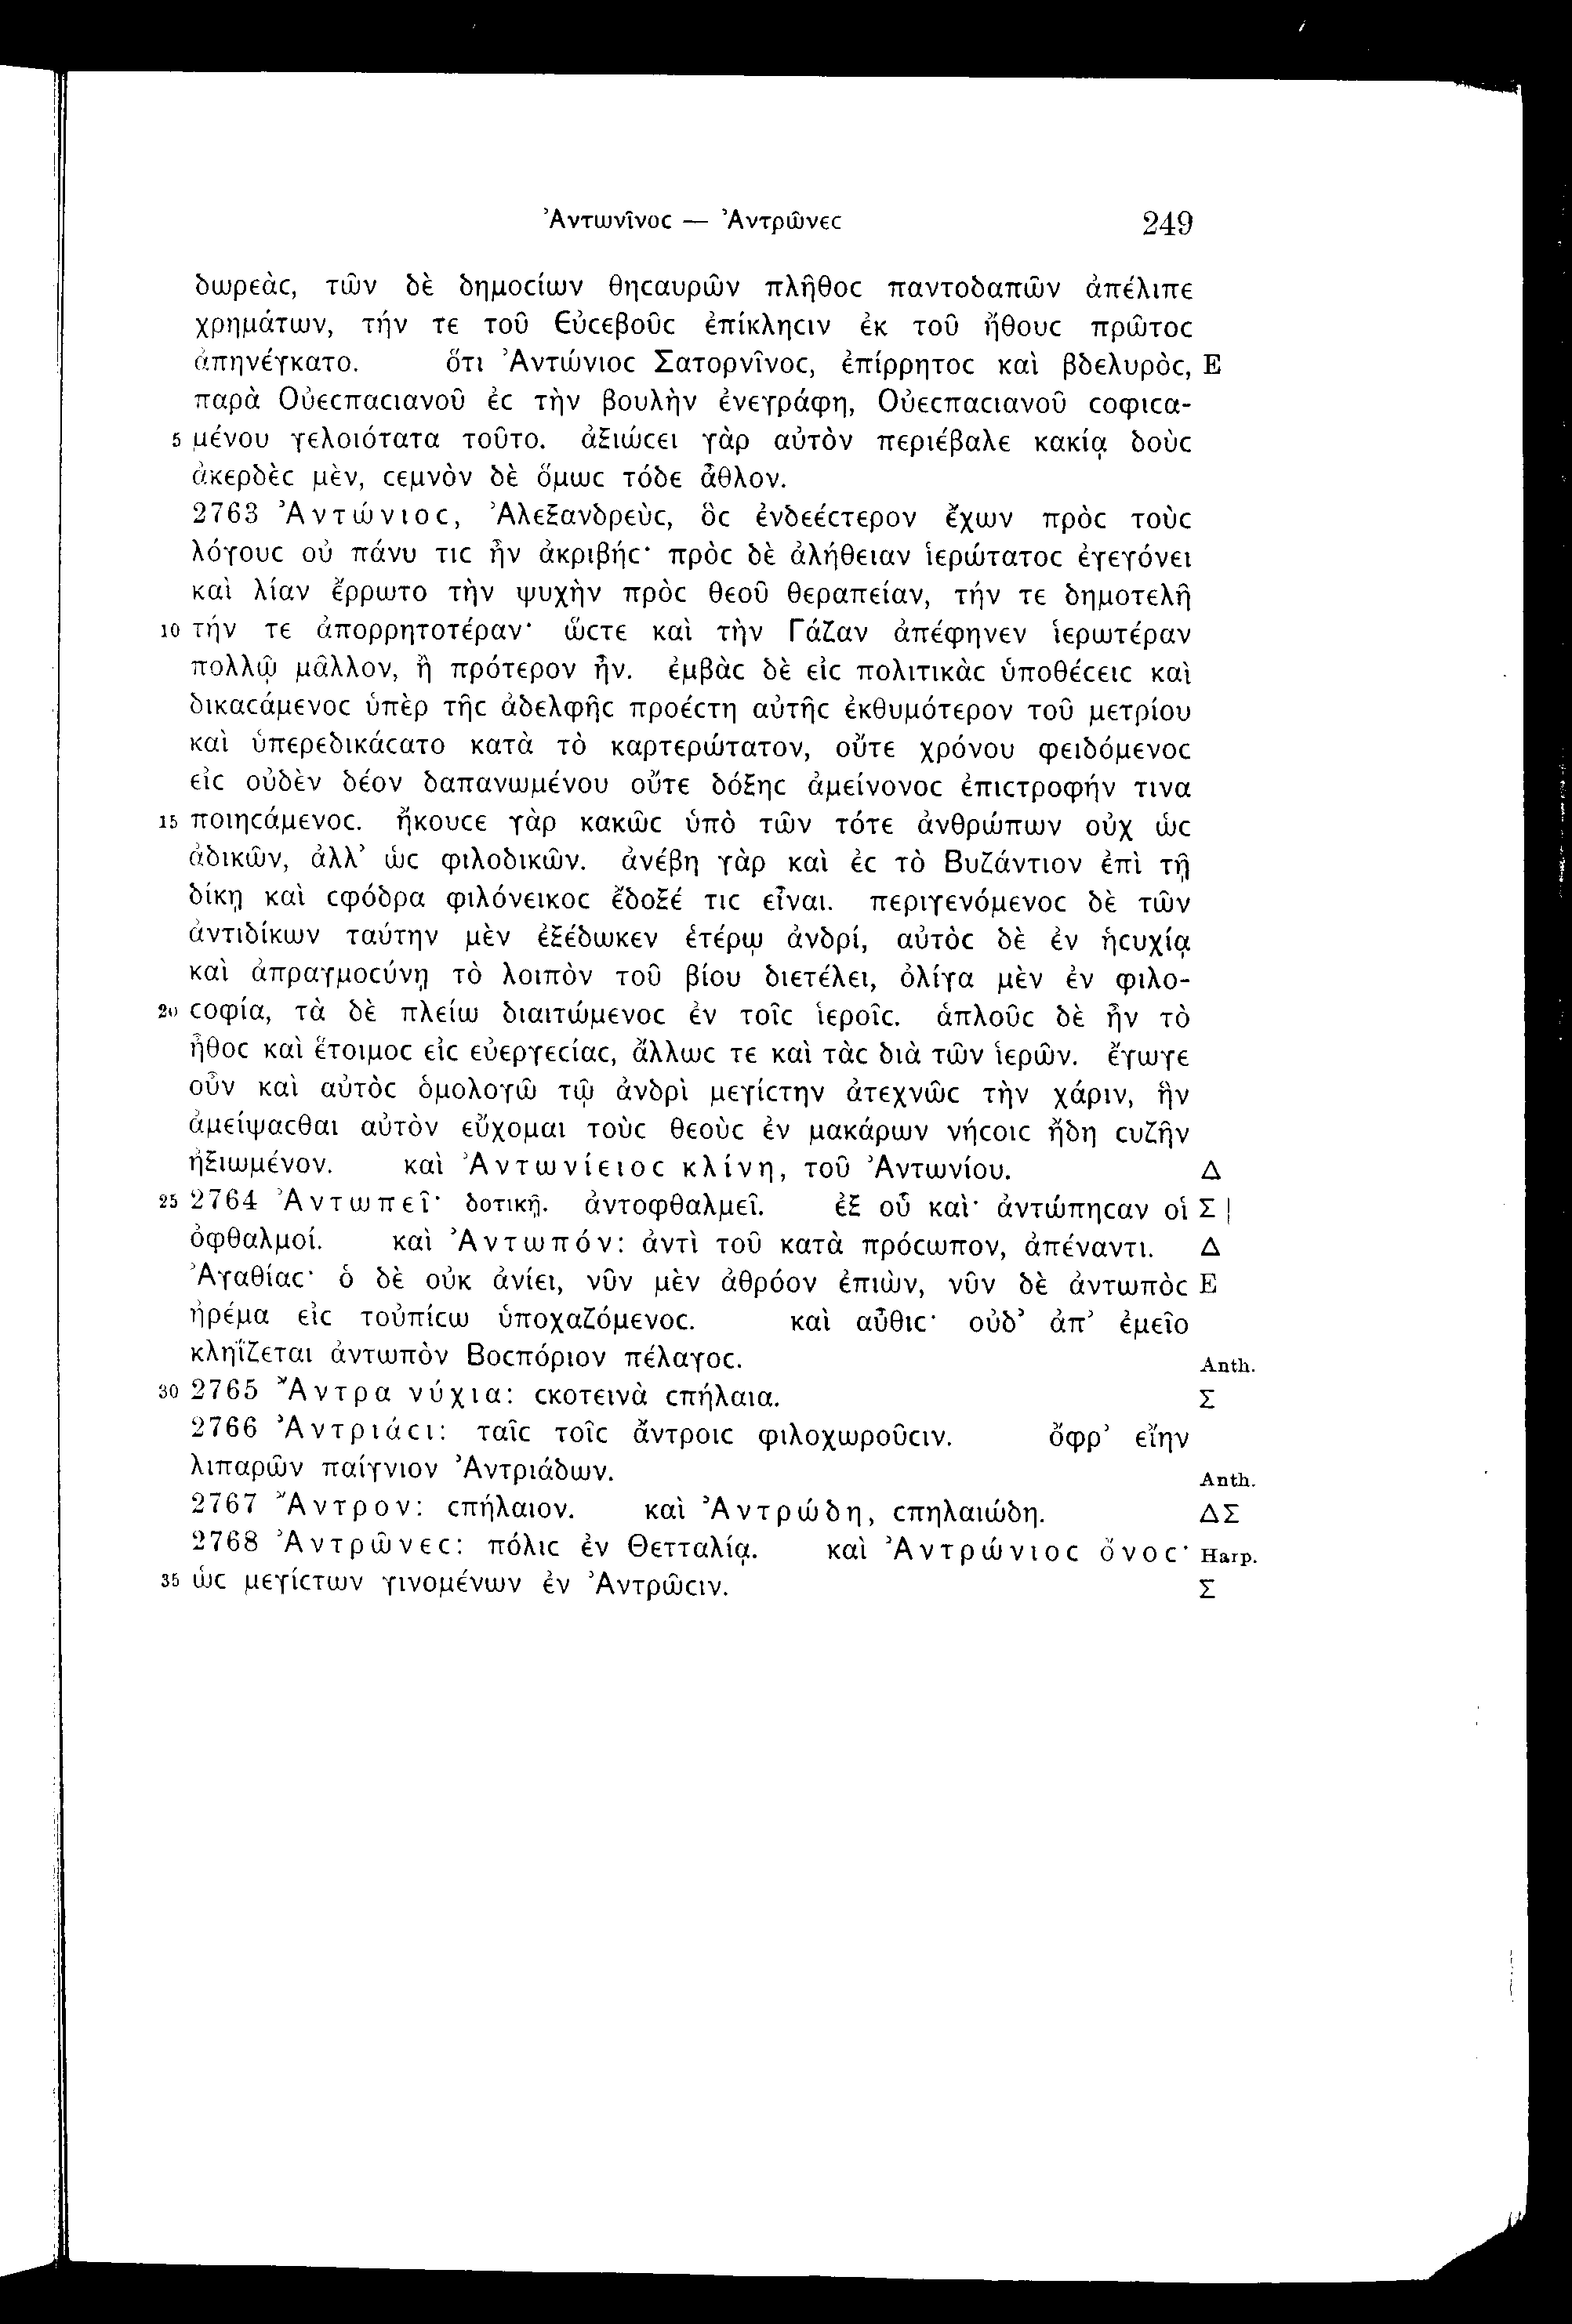 Ἀντωνῖνοϲ — Ἀντρῶνεϲ 249
δωρεὰϲ, τῶν δὲ δημοϲίων θηϲαυρῶν πλῆθοϲ παντοδαπῶν ἀπέλιπε
χρημάτων, τήν τε τοῦ Εὐϲεβοῦϲ ἐπίκληϲιν ἐκ τοῦ ἤθουϲ πρῶτοϲ
ἀπηνέγκατο. ὅτι Ἀντώνιοϲ Σατορνῖνοϲ, ἐπίρρητοϲ καὶ βδελυρὸϲ, E
παρὰ Οὐεϲπαϲιανοῦ ἐϲ τὴν βουλὴν ἐνεγράφη, Οὐεϲπαϲιανοῦ ϲοφιϲα-
5 μένου γελοιότατα τοῦτο. ἀξιώϲει γὰρ αὐτὸν περιέβαλε κακίᾳ δοὺϲ
ἀκερδὲϲ μὲν, ϲεμνὸν δὲ ὅμωϲ τόδε ἆθλον.
2763 Ἀντώνιοϲ, Ἀλεξανδρεὺϲ, ὃϲ ἐνδεέϲτερον ἔχων πρὸϲ τοὺϲ
λόγουϲ οὐ πάνυ τιϲ ἦν ἀκριβήϲ· πρὸϲ δὲ ἀλήθειαν ἱερώτατοϲ ἐγεγόνει
καὶ λίαν ἔρρωτο τὴν ψυχὴν πρὸϲ θεοῦ θεραπείαν, τήν τε δημοτελῆ
10 τήν τε ἀπορρητοτέραν· ὥϲτε καὶ τὴν Γάζαν ἀπέφηνεν ἱερωτέραν
πολλῷ μᾶλλον, ἢ πρότερον ἦν. ἐμβὰϲ δὲ εἰϲ πολιτικὰϲ ὑποθέϲειϲ καὶ
δικαϲάμενοϲ ὑπὲρ τῆϲ ἀδελφῆϲ προέϲτη αὐτῆϲ ἐκθυμότερον τοῦ μετρίου
καὶ ὑπερεδικάϲατο κατὰ τὸ καρτερώτατον, οὔτε χρόνου φειδόμενοϲ
εἰϲ οὐδὲν δέον δαπανωμένου οὔτε δόξηϲ ἀμείνονοϲ ἐπιϲτροφήν τινα
15 ποιηϲάμενοϲ. ἤκουϲε γὰρ κακῶϲ ὑπὸ τῶν τότε ἀνθρώπων οὐχ ὡϲ
ἀδικῶν, ἀλλ’ ὡϲ φιλοδικῶν. ἀνέβη γὰρ καὶ ἐϲ τὸ Βυζάντιον ἐπὶ τῇ
δίκῃ καὶ ϲφόδρα φιλόνεικοϲ ἔδοξέ τιϲ εἶναι. περιγενόμενοϲ δὲ τῶν
ἀντιδίκων ταύτην μὲν ἐξέδωκεν ἑτέρῳ ἀνδρί, αὐτὸϲ δὲ ἐν ἡϲυχίᾳ
καὶ ἀπραγμοϲύνῃ τὸ λοιπὸν τοῦ βίου διετέλει, ὀλίγα μὲν ἐν φιλο-
20 ϲοφία, τὰ δὲ πλείω διαιτώμενοϲ ἐν τοῖϲ ἱεροῖϲ. ἁπλοῦϲ δὲ ἦν τὸ
ἦθοϲ καὶ ἕτοιμοϲ εἰϲ εὐεργεϲίαϲ, ἄλλωϲ τε καὶ τὰϲ διὰ τῶν ἱερῶν. ἔγωγε
οὖν καὶ αὐτὸϲ ὁμολογῶ τῷ ἀνδρὶ μεγίϲτην ἀτεχνῶϲ τὴν χάριν, ἣν
ἀμείψαϲθαι αὐτὸν εὔχομαι τοὺϲ θεοὺϲ ἐν μακάρων νήϲοιϲ ἤδη ϲυζῆν
ἠξιωμένον. καὶ Ἀντωνίειοϲ κλίνη, τοῦ Ἀντωνίου. Δ
25 2764 Ἀντωπεῖ· δοτικῇ. ἀντοφθαλμεῖ. ἐξ οὗ καὶ· ἀντώπηϲαν οἱ Σ |
ὀφθαλμοί. καὶ Ἀντωπόν: ἀντὶ τοῦ κατὰ πρόϲωπον, ἀπέναντι. Δ
Ἀγαθίαϲ· ὁ δὲ οὐκ ἀνίει, νῦν μὲν ἀθρόον ἐπιὼν, νῦν δὲ ἀντωπὸϲ E
ἠρέμα εἰϲ τοὐπίϲω ὑποχαζόμενοϲ. καὶ αὖθιϲ· οὐδ’ ἀπ’ ἐμεῖο
κληΐζεται ἀντωπὸν Βοϲπόριον πέλαγοϲ. Anth.
30 2765 Ἄντρα νύχια: ϲκοτεινὰ ϲπήλαια. Σ
2766 Ἀντριάϲι: ταῖϲ τοῖϲ ἄντροιϲ φιλοχωροῦϲιν. ὄφρ’ εἴην
λιπαρῶν παίγνιον Ἀντριάδων. Anth.
2767 Ἄντρον: ϲπήλαιον. καὶ Ἀντρώδη, ϲπηλαιώδη. ΔΣ
2768 Ἀντρῶνεϲ: πόλιϲ ἐν Θετταλίᾳ. καὶ Ἀντρώνιοϲ ὄνοϲ· Harp.
35 ὡϲ μεγίϲτων γινομένων ἐν Ἀντρῶϲιν. Σ